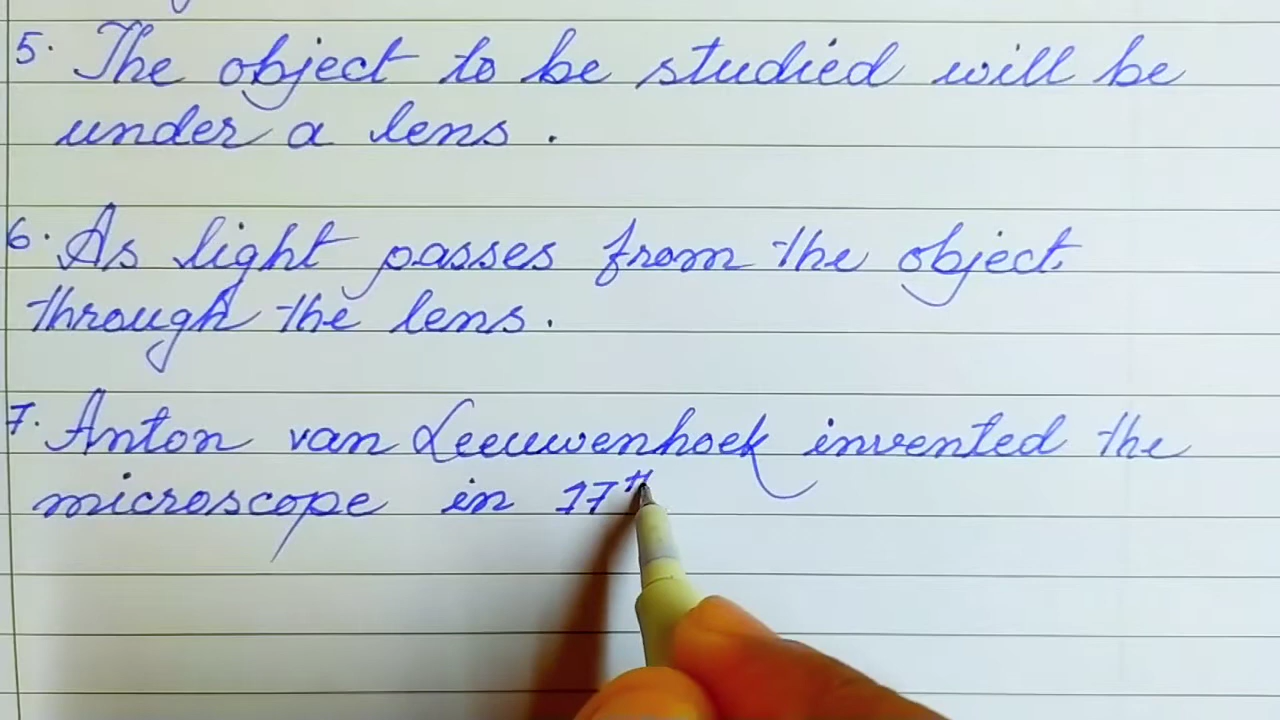 5. The object to be studied will be
under a lens.
6. As light passes from the object
through the lens.
7. Anton van Leeuwenhoek invented the
microscope in 17th